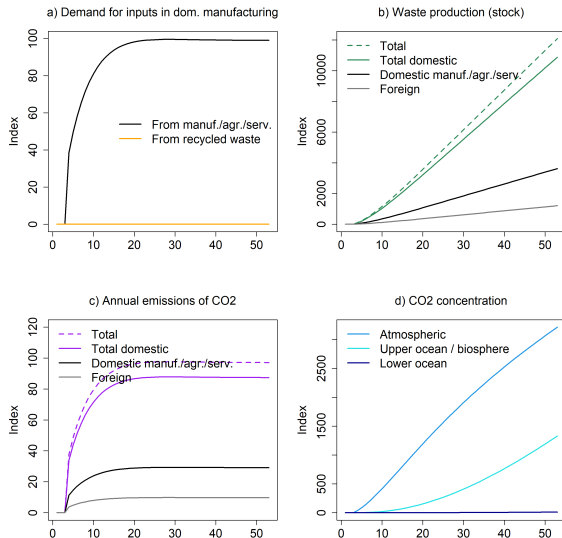 a) Demand for inputs in dom. manufacturing
Index
0 20 40 60 80 100
From manuf./agr./serv.
From recycled waste
0 10 20 30 40 50
b) Waste production (stock)
Index
0 2000 6000 10000
Total
Total domestic
Domestic manuf./agr./serv.
Foreign
0 10 20 30 40 50
c) Annual emissions of CO2
Index
0 20 40 60 80 100 120
Total
Total domestic
Domestic manuf./agr./serv.
Foreign
0 10 20 30 40 50
d) CO2 concentration
Index
0 500 1500 2500
Atmospheric
Upper ocean / biosphere
Lower ocean
0 10 20 30 40 50